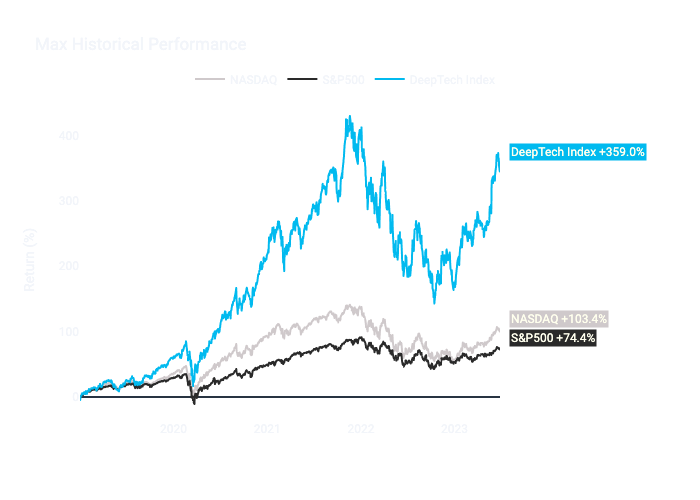 Max Historical Performance
NASDAQ S&P500 DeepTech Index
400
300
200
100
Return (%)
DeepTech Index +359.0%
NASDAQ +103.4%
S&P500 +74.4%
2020 2021 2022 2023